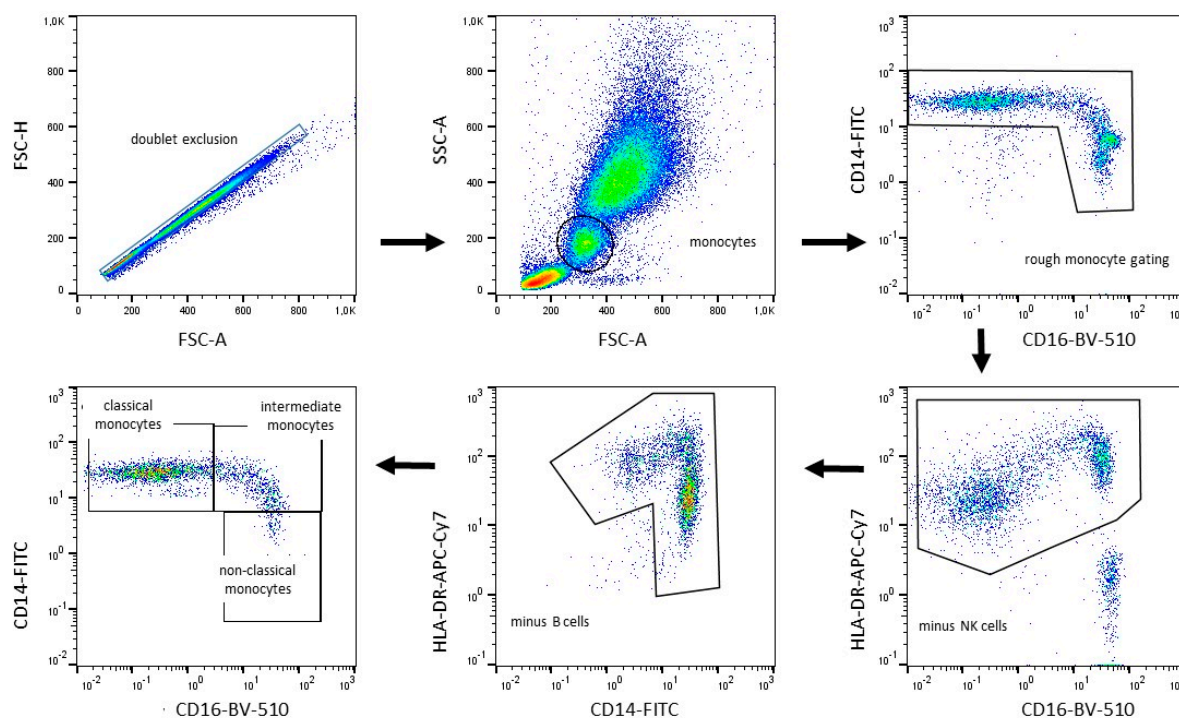 FSC-H
1,0K
800
600
400
200
0
doublet exclusion
0 200 400 600 800 1,0K
FSC-A
SSC-A
1,0K
800
600
400
200
0
monocytes
0 200 400 600 800 1,0K
FSC-A
CD14-FITC
10³
10²
10¹
10⁰
10⁻¹
10⁻²
rough monocyte gating
10⁻² 10⁻¹ 10⁰ 10¹ 10²
CD16-BV-510
CD14-FITC
10³
10²
10¹
10⁰
10⁻¹
10⁻²
classical
monocytes
intermediate
monocytes
non-classical
monocytes
10⁻² 10⁻¹ 10⁰ 10¹ 10² 10³
CD16-BV-510
HLA-DR-APC-Cy7
10³
10²
10¹
10⁰
10⁻¹
minus B cells
10⁻² 10⁻¹ 10⁰ 10¹ 10² 10³
CD14-FITC
HLA-DR-APC-Cy7
10³
10²
10¹
10⁰
10⁻¹
minus NK cells
10⁻² 10⁻¹ 10⁰ 10¹ 10²
CD16-BV-510